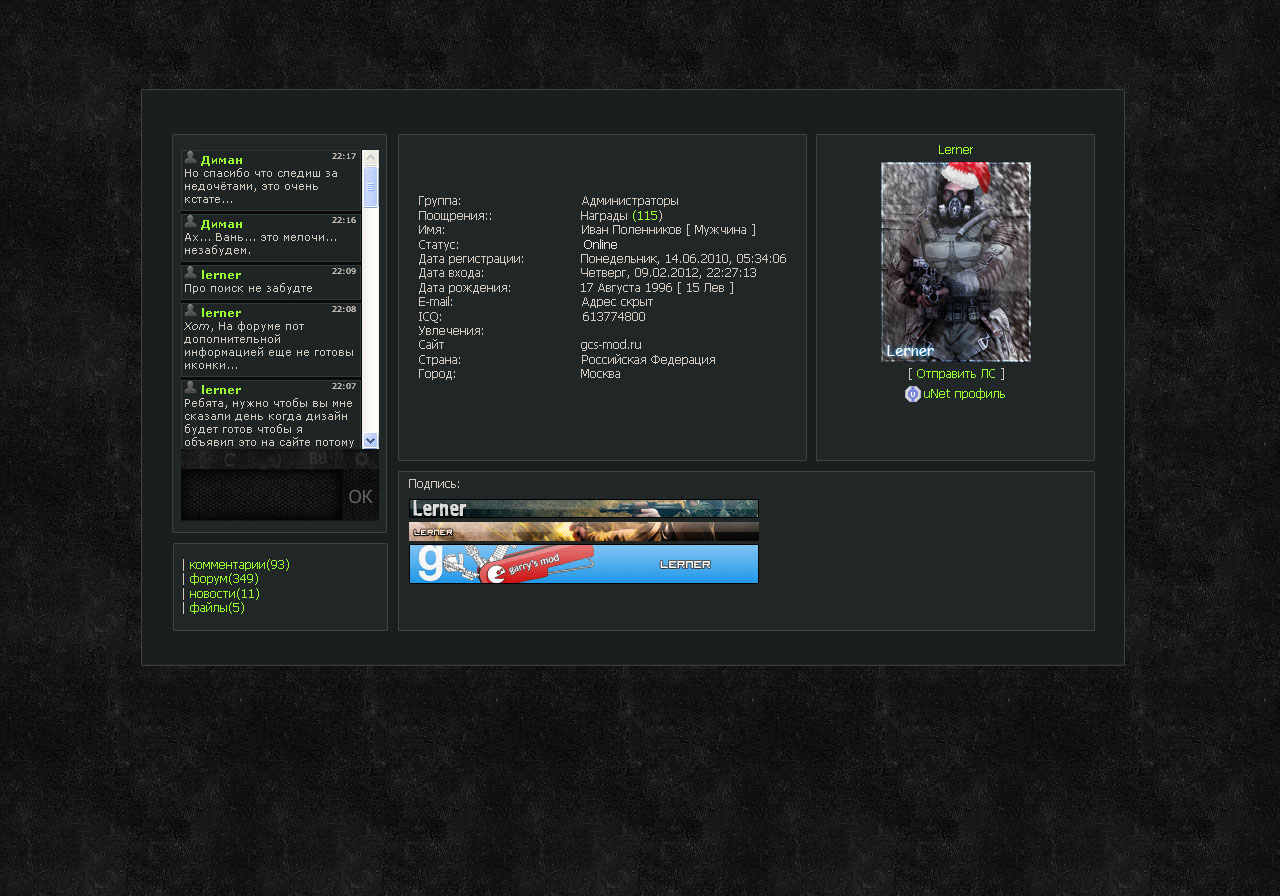 Диман 22:17
Но спасибо что следиш за
недочётами, это очень
кстате...
Диман 22:16
Ах... Вань... это мелочи...
незабудем.
lerner 22:09
Про поиск не забудте
lerner 22:08
Xom, На форуме пот
дополнительной
информацией еще не готовы
иконки...
lerner 22:07
Ребята, нужно чтобы вы мне
сказали день когда дизайн
будет готов чтобы я
объявил это на сайте потому
BB
OK
| комментарии(93)
| форум(349)
| новости(11)
| файлы(5)
Группа: Администраторы
Поощрения:: Награды (115)
Имя: Иван Поленников [ Мужчина ]
Статус: Online
Дата регистрации: Понедельник, 14.06.2010, 05:34:06
Дата входа: Четверг, 09.02.2012, 22:27:13
Дата рождения: 17 Августа 1996 [ 15 Лев ]
E-mail: Адрес скрыт
ICQ: 613774800
Увлечения:
Сайт gcs-mod.ru
Страна: Российская Федерация
Город: Москва
Lerner
Lerner
[ Отправить ЛС ]
uNet профиль
Подпись:
Lerner
LERNER
g garry's mod LERNER